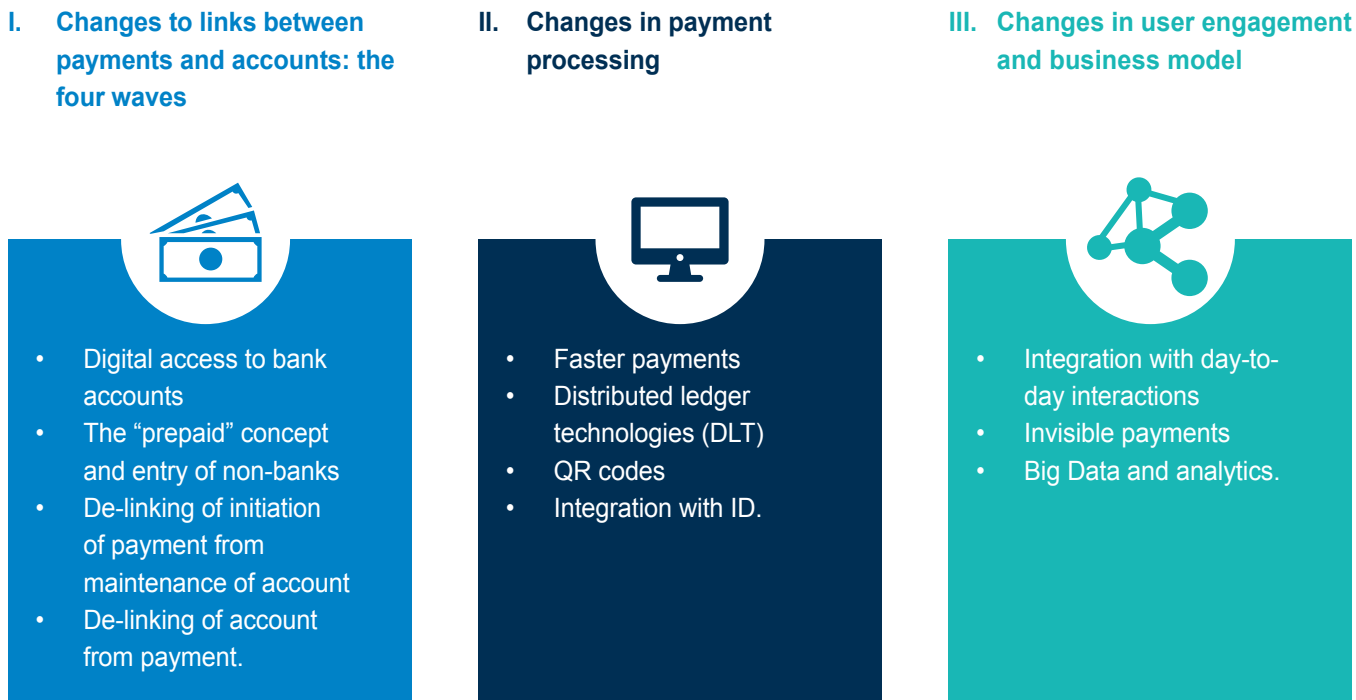 I. Changes to links between
payments and accounts: the
four waves
• Digital access to bank
accounts
• The “prepaid” concept
and entry of non-banks
• De-linking of initiation
of payment from
maintenance of account
• De-linking of account
from payment.
II. Changes in payment
processing
• Faster payments
• Distributed ledger
technologies (DLT)
• QR codes
• Integration with ID.
III. Changes in user engagement
and business model
• Integration with day-to-
day interactions
• Invisible payments
• Big Data and analytics.